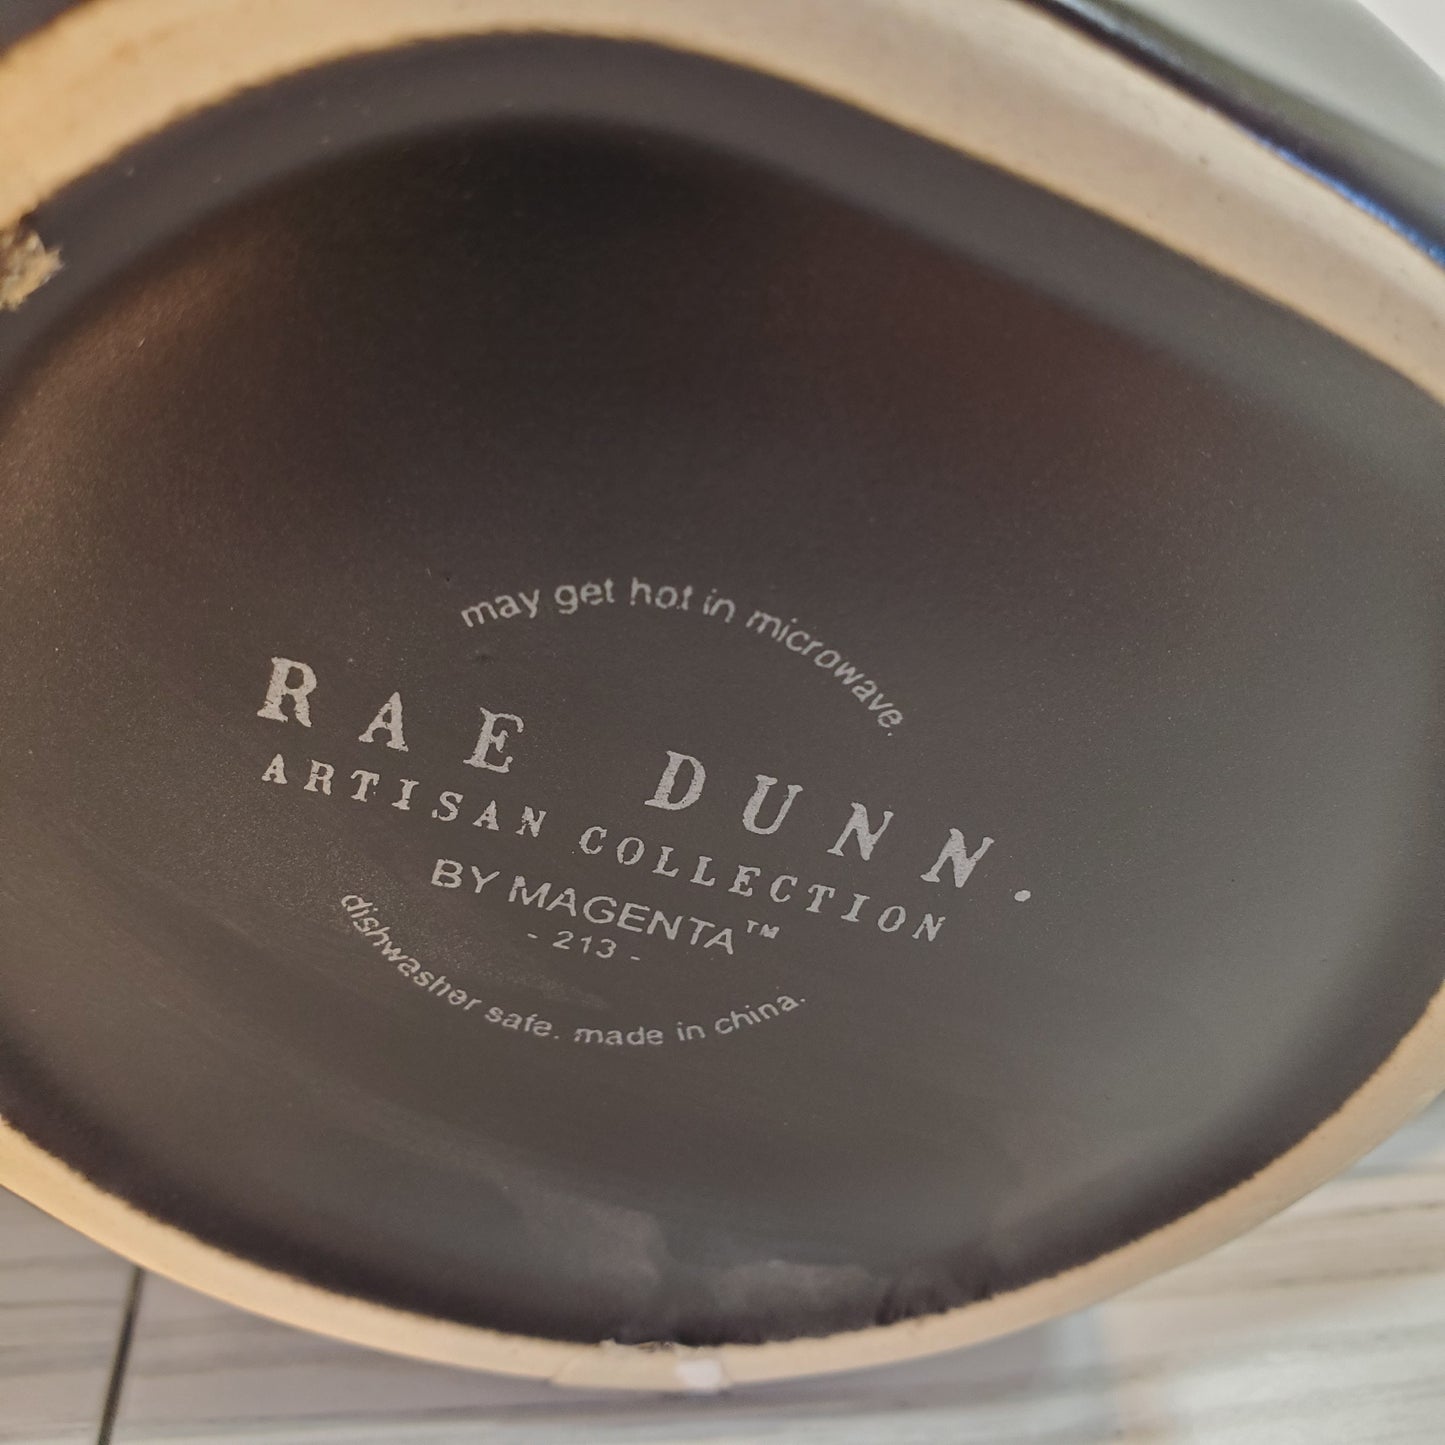 may get hot in microwave.
RAE DUNN.
ARTISAN COLLECTION
BY MAGENTA™
- 213 -
dishwasher safe. made in china.